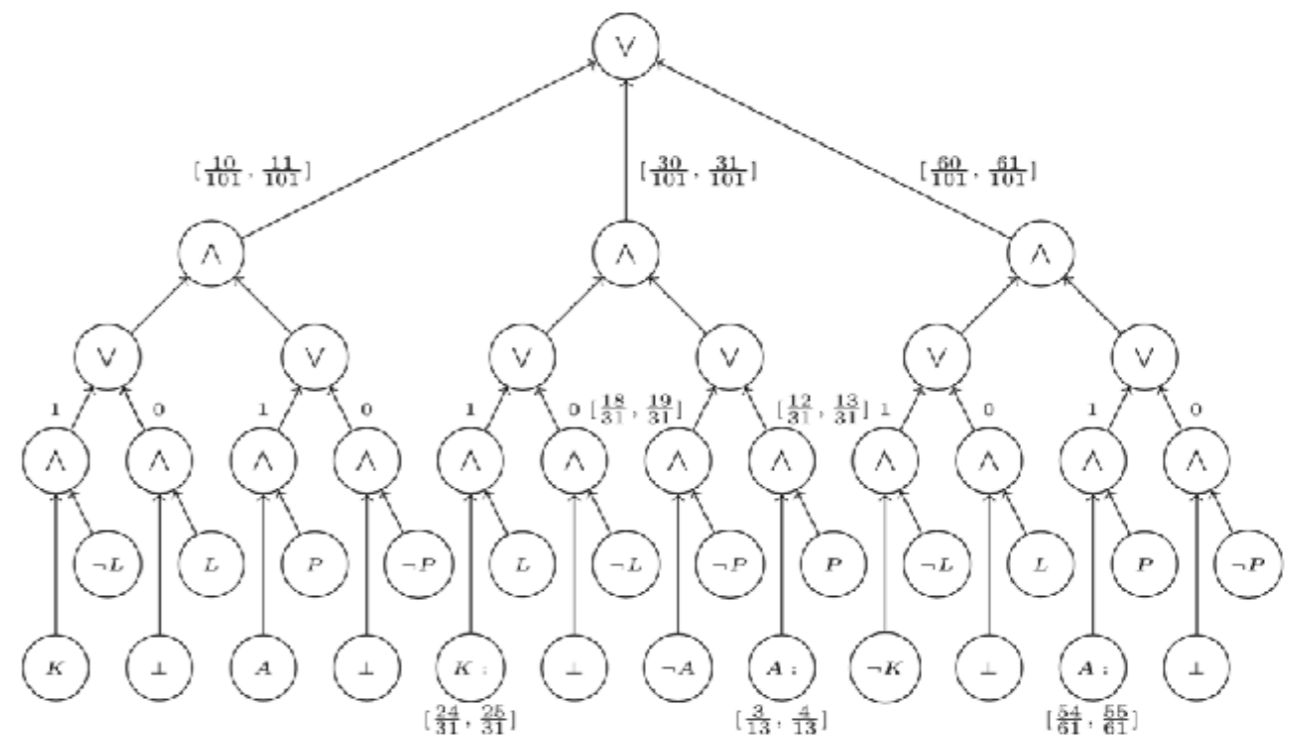 ∨
[10/101, 11/101] [30/101, 31/101] [60/101, 61/101]
∧ ∧ ∧
∨ ∨ ∨ ∨ ∨ ∨
1 0 1 0 1 0 [18/31, 19/31] [12/31, 13/31] 1 0 1 0
∧ ∧ ∧ ∧ ∧ ∧ ∧ ∧ ∧ ∧ ∧ ∧
¬L L P ¬P L ¬L ¬P P ¬L L P ¬P
K ⊥ A ⊥ K : ⊥ ¬A A : ¬K ⊥ A : ⊥
[24/31, 25/31] [3/13, 4/13] [54/61, 55/61]